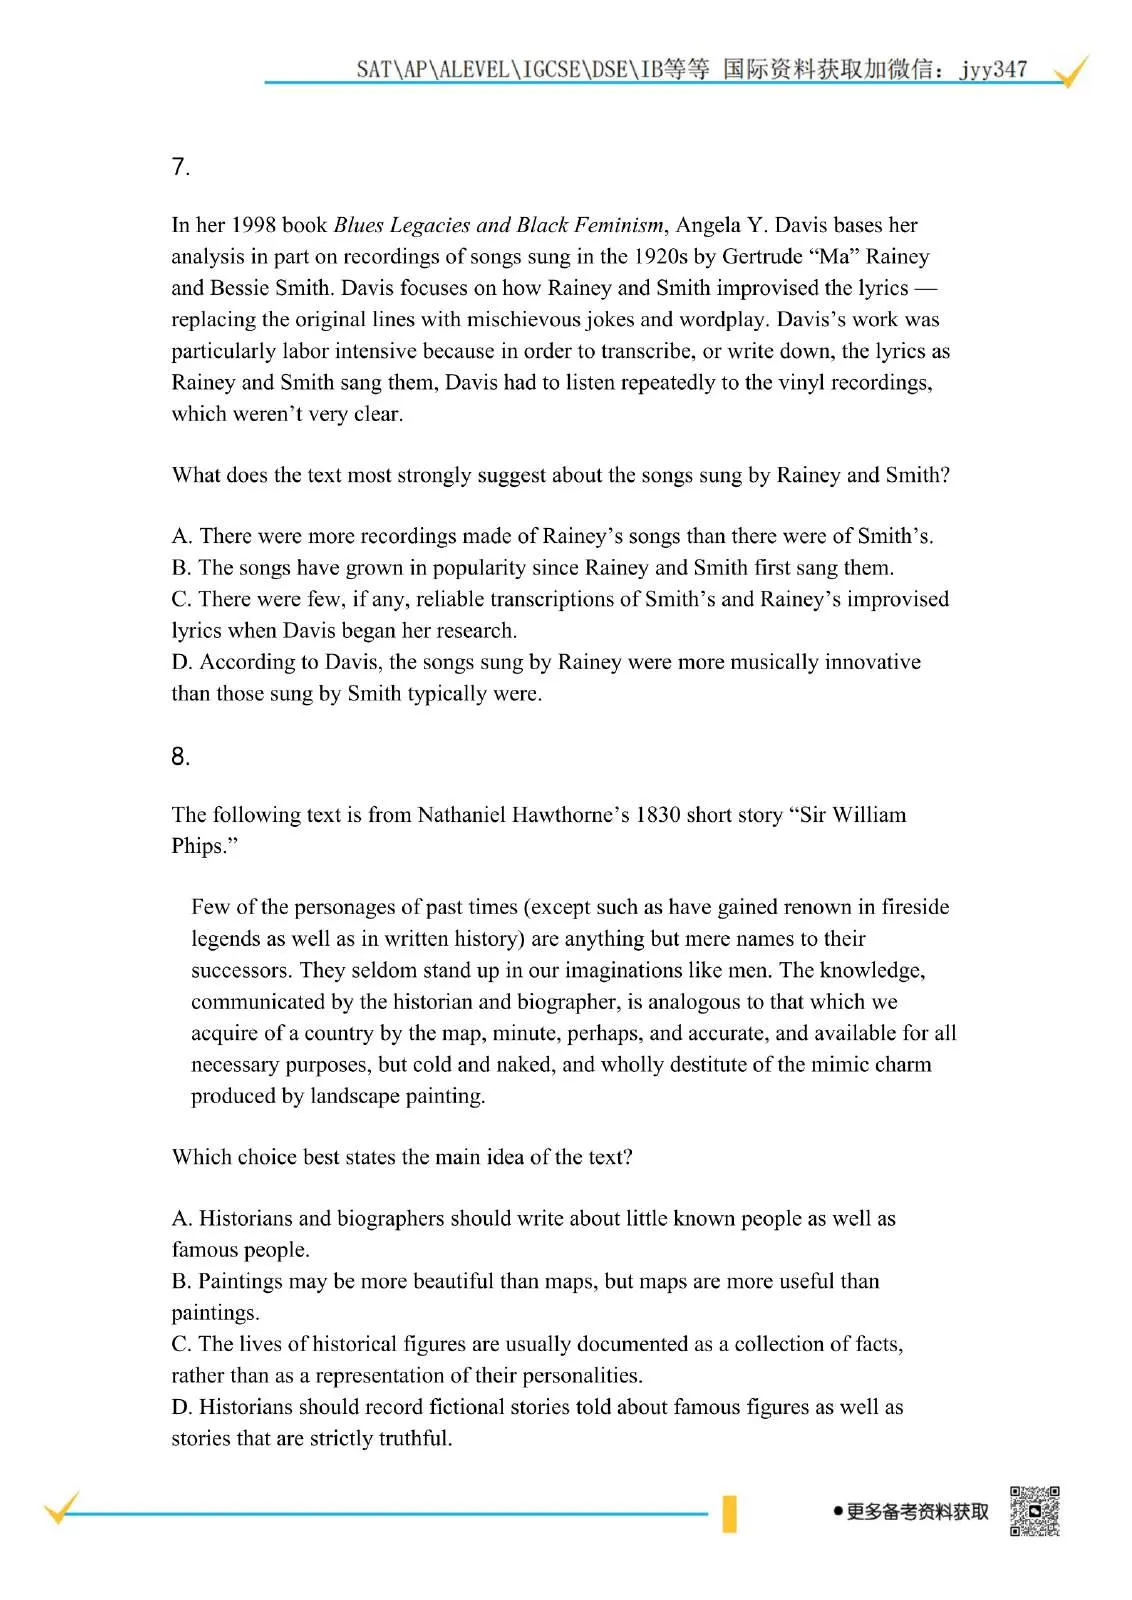 SAT\AP\ALEVEL\IGCSE\DSE\IB等等 国际资料获取加微信：jyy347
7.
In her 1998 book Blues Legacies and Black Feminism, Angela Y. Davis bases her
analysis in part on recordings of songs sung in the 1920s by Gertrude “Ma” Rainey
and Bessie Smith. Davis focuses on how Rainey and Smith improvised the lyrics —
replacing the original lines with mischievous jokes and wordplay. Davis’s work was
particularly labor intensive because in order to transcribe, or write down, the lyrics as
Rainey and Smith sang them, Davis had to listen repeatedly to the vinyl recordings,
which weren’t very clear.
What does the text most strongly suggest about the songs sung by Rainey and Smith?
A. There were more recordings made of Rainey’s songs than there were of Smith’s.
B. The songs have grown in popularity since Rainey and Smith first sang them.
C. There were few, if any, reliable transcriptions of Smith’s and Rainey’s improvised
lyrics when Davis began her research.
D. According to Davis, the songs sung by Rainey were more musically innovative
than those sung by Smith typically were.
8.
The following text is from Nathaniel Hawthorne’s 1830 short story “Sir William
Phips.”
Few of the personages of past times (except such as have gained renown in fireside
legends as well as in written history) are anything but mere names to their
successors. They seldom stand up in our imaginations like men. The knowledge,
communicated by the historian and biographer, is analogous to that which we
acquire of a country by the map, minute, perhaps, and accurate, and available for all
necessary purposes, but cold and naked, and wholly destitute of the mimic charm
produced by landscape painting.
Which choice best states the main idea of the text?
A. Historians and biographers should write about little known people as well as
famous people.
B. Paintings may be more beautiful than maps, but maps are more useful than
paintings.
C. The lives of historical figures are usually documented as a collection of facts,
rather than as a representation of their personalities.
D. Historians should record fictional stories told about famous figures as well as
stories that are strictly truthful.
●更多备考资料获取